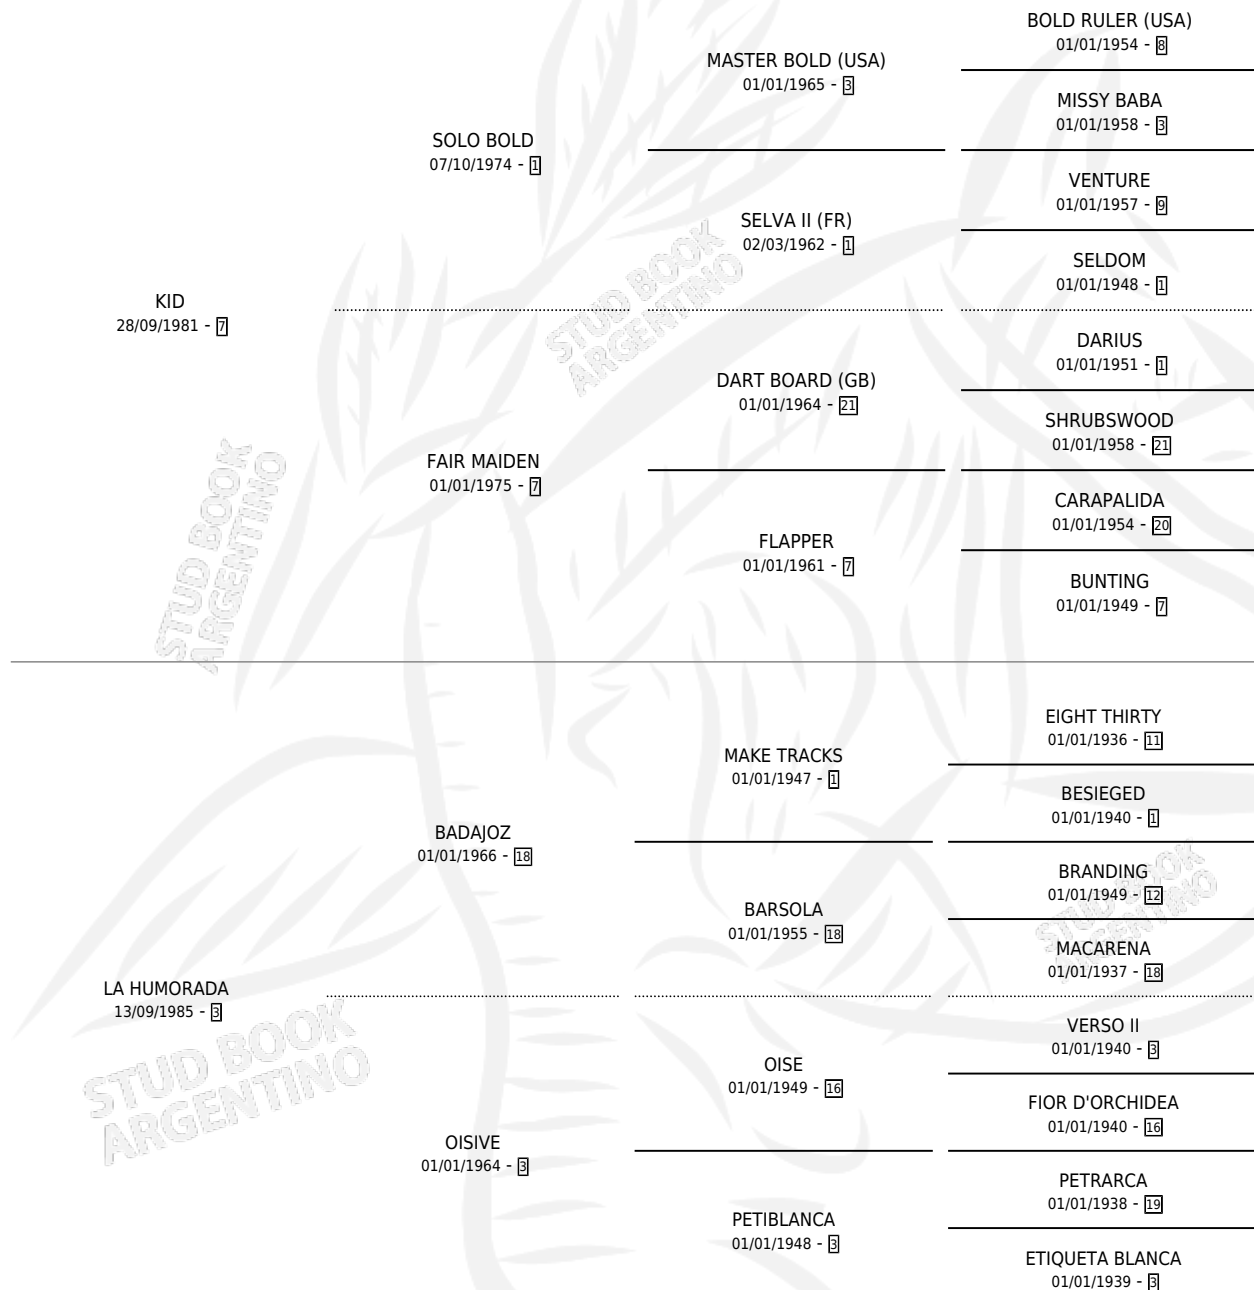 BOLD RULER (USA)
01/01/1954 - 8
MASTER BOLD (USA)
01/01/1965 - 3
MISSY BABA
01/01/1958 - 3
SOLO BOLD
07/10/1974 - 1
VENTURE
01/01/1957 - 9
SELVA II (FR)
02/03/1962 - 1
SELDOM
01/01/1948 - 1
KID
28/09/1981 - 7
STUD BOOK
ARGENTINO
DARIUS
01/01/1951 - 1
DART BOARD (GB)
01/01/1964 - 21
SHRUBSWOOD
01/01/1958 - 21
FAIR MAIDEN
01/01/1975 - 7
CARAPALIDA
01/01/1954 - 20
FLAPPER
01/01/1961 - 7
BUNTING
01/01/1949 - 7
STUD BOOK
ARGENTINO
EIGHT THIRTY
01/01/1936 - 11
MAKE TRACKS
01/01/1947 - 1
BESIEGED
01/01/1940 - 1
BADAJOZ
01/01/1966 - 18
BRANDING
01/01/1949 - 12
BARSOLA
01/01/1955 - 18
MACARENA
01/01/1937 - 18
STUD BOOK
ARGENTINO
LA HUMORADA
13/09/1985 - 3
VERSO II
01/01/1940 - 3
OISE
01/01/1949 - 16
FIOR D'ORCHIDEA
01/01/1940 - 16
STUD BOOK
ARGENTINO
OISIVE
01/01/1964 - 3
PETRARCA
01/01/1938 - 19
PETIBLANCA
01/01/1948 - 3
ETIQUETA BLANCA
01/01/1939 - 3